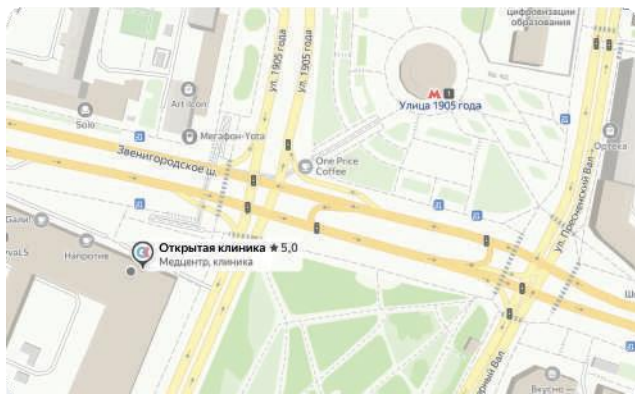 цифровизации
образования
ул. 1905 года
ул. 1905 года
Art Icon
М 1
Улица 1905 года
Solo
Мегафон-Yota
Звенигородское ш.
One Price
Coffee
ул. Пресненский Вал
Открытая клиника ★ 5,0
Медцентр, клиника
Напротив
Вкусно —